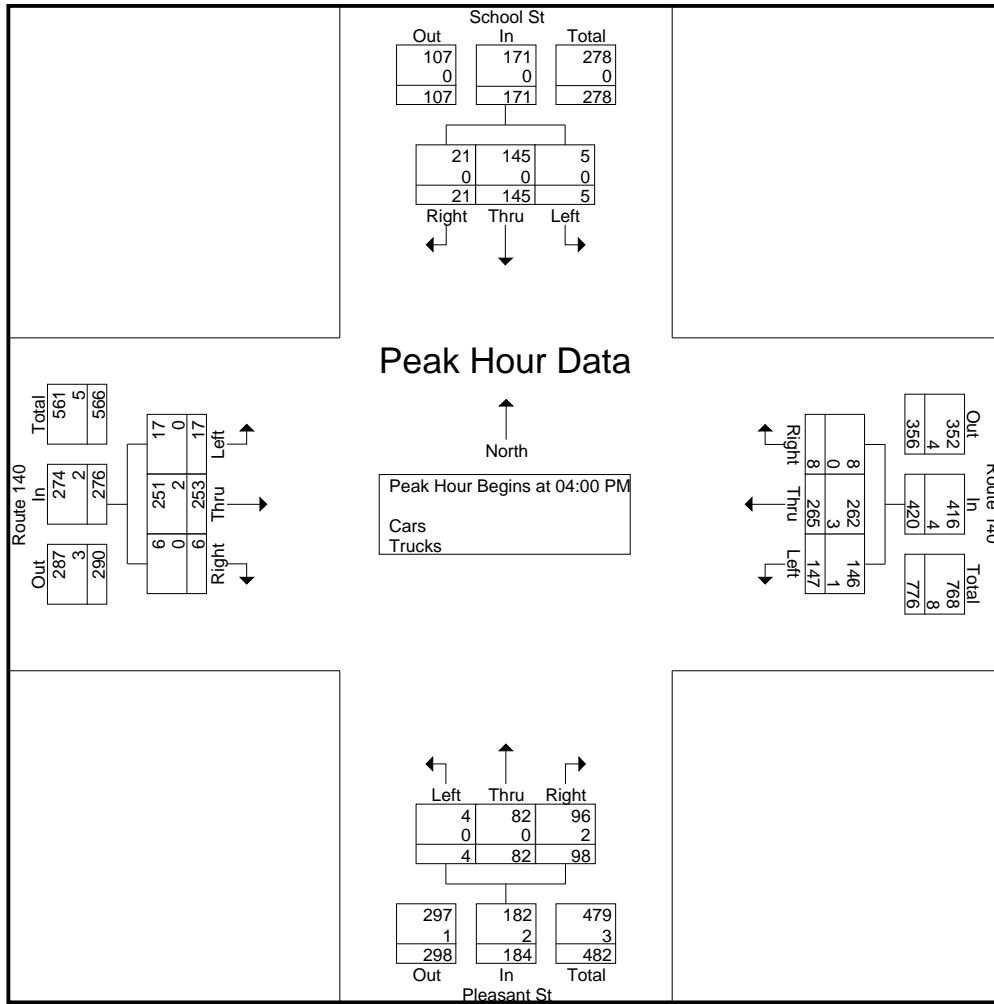 School St
Out In Total
107 171 278
0 0 0
107 171 278
21 145 5
0 0 0
21 145 5
Right Thru Left
Peak Hour Data
North
Peak Hour Begins at 04:00 PM
Cars
Trucks
Route 140
Total In Out
561 274 287
5 2 3
566 276 290
17 251 6
0 2 0
17 253 6
Left Thru Right
Route 140
Out In Total
352 416 768
4 4 8
356 420 776
8 262 146
0 3 1
8 265 147
Right Thru Left
Left Thru Right
4 82 96
0 0 2
4 82 98
297 182 479
1 2 3
298 184 482
Out In Total
Pleasant St